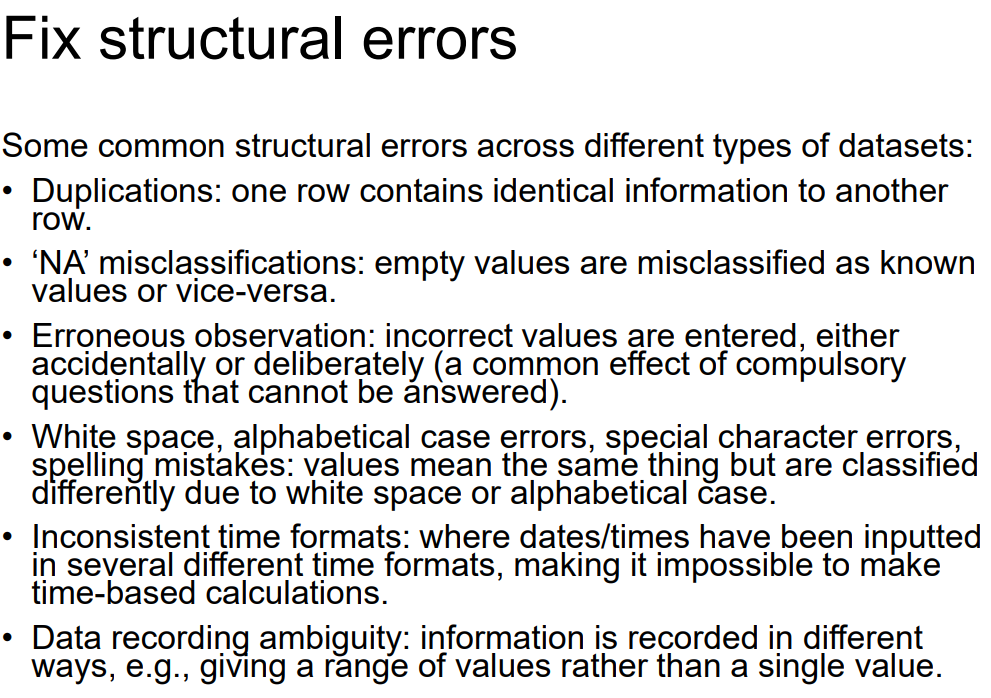 Fix structural errors
Some common structural errors across different types of datasets:
• Duplications: one row contains identical information to another
row.
• ‘NA’ misclassifications: empty values are misclassified as known
values or vice-versa.
• Erroneous observation: incorrect values are entered, either
accidentally or deliberately (a common effect of compulsory
questions that cannot be answered).
• White space, alphabetical case errors, special character errors,
spelling mistakes: values mean the same thing but are classified
differently due to white space or alphabetical case.
• Inconsistent time formats: where dates/times have been inputted
in several different time formats, making it impossible to make
time-based calculations.
• Data recording ambiguity: information is recorded in different
ways, e.g., giving a range of values rather than a single value.